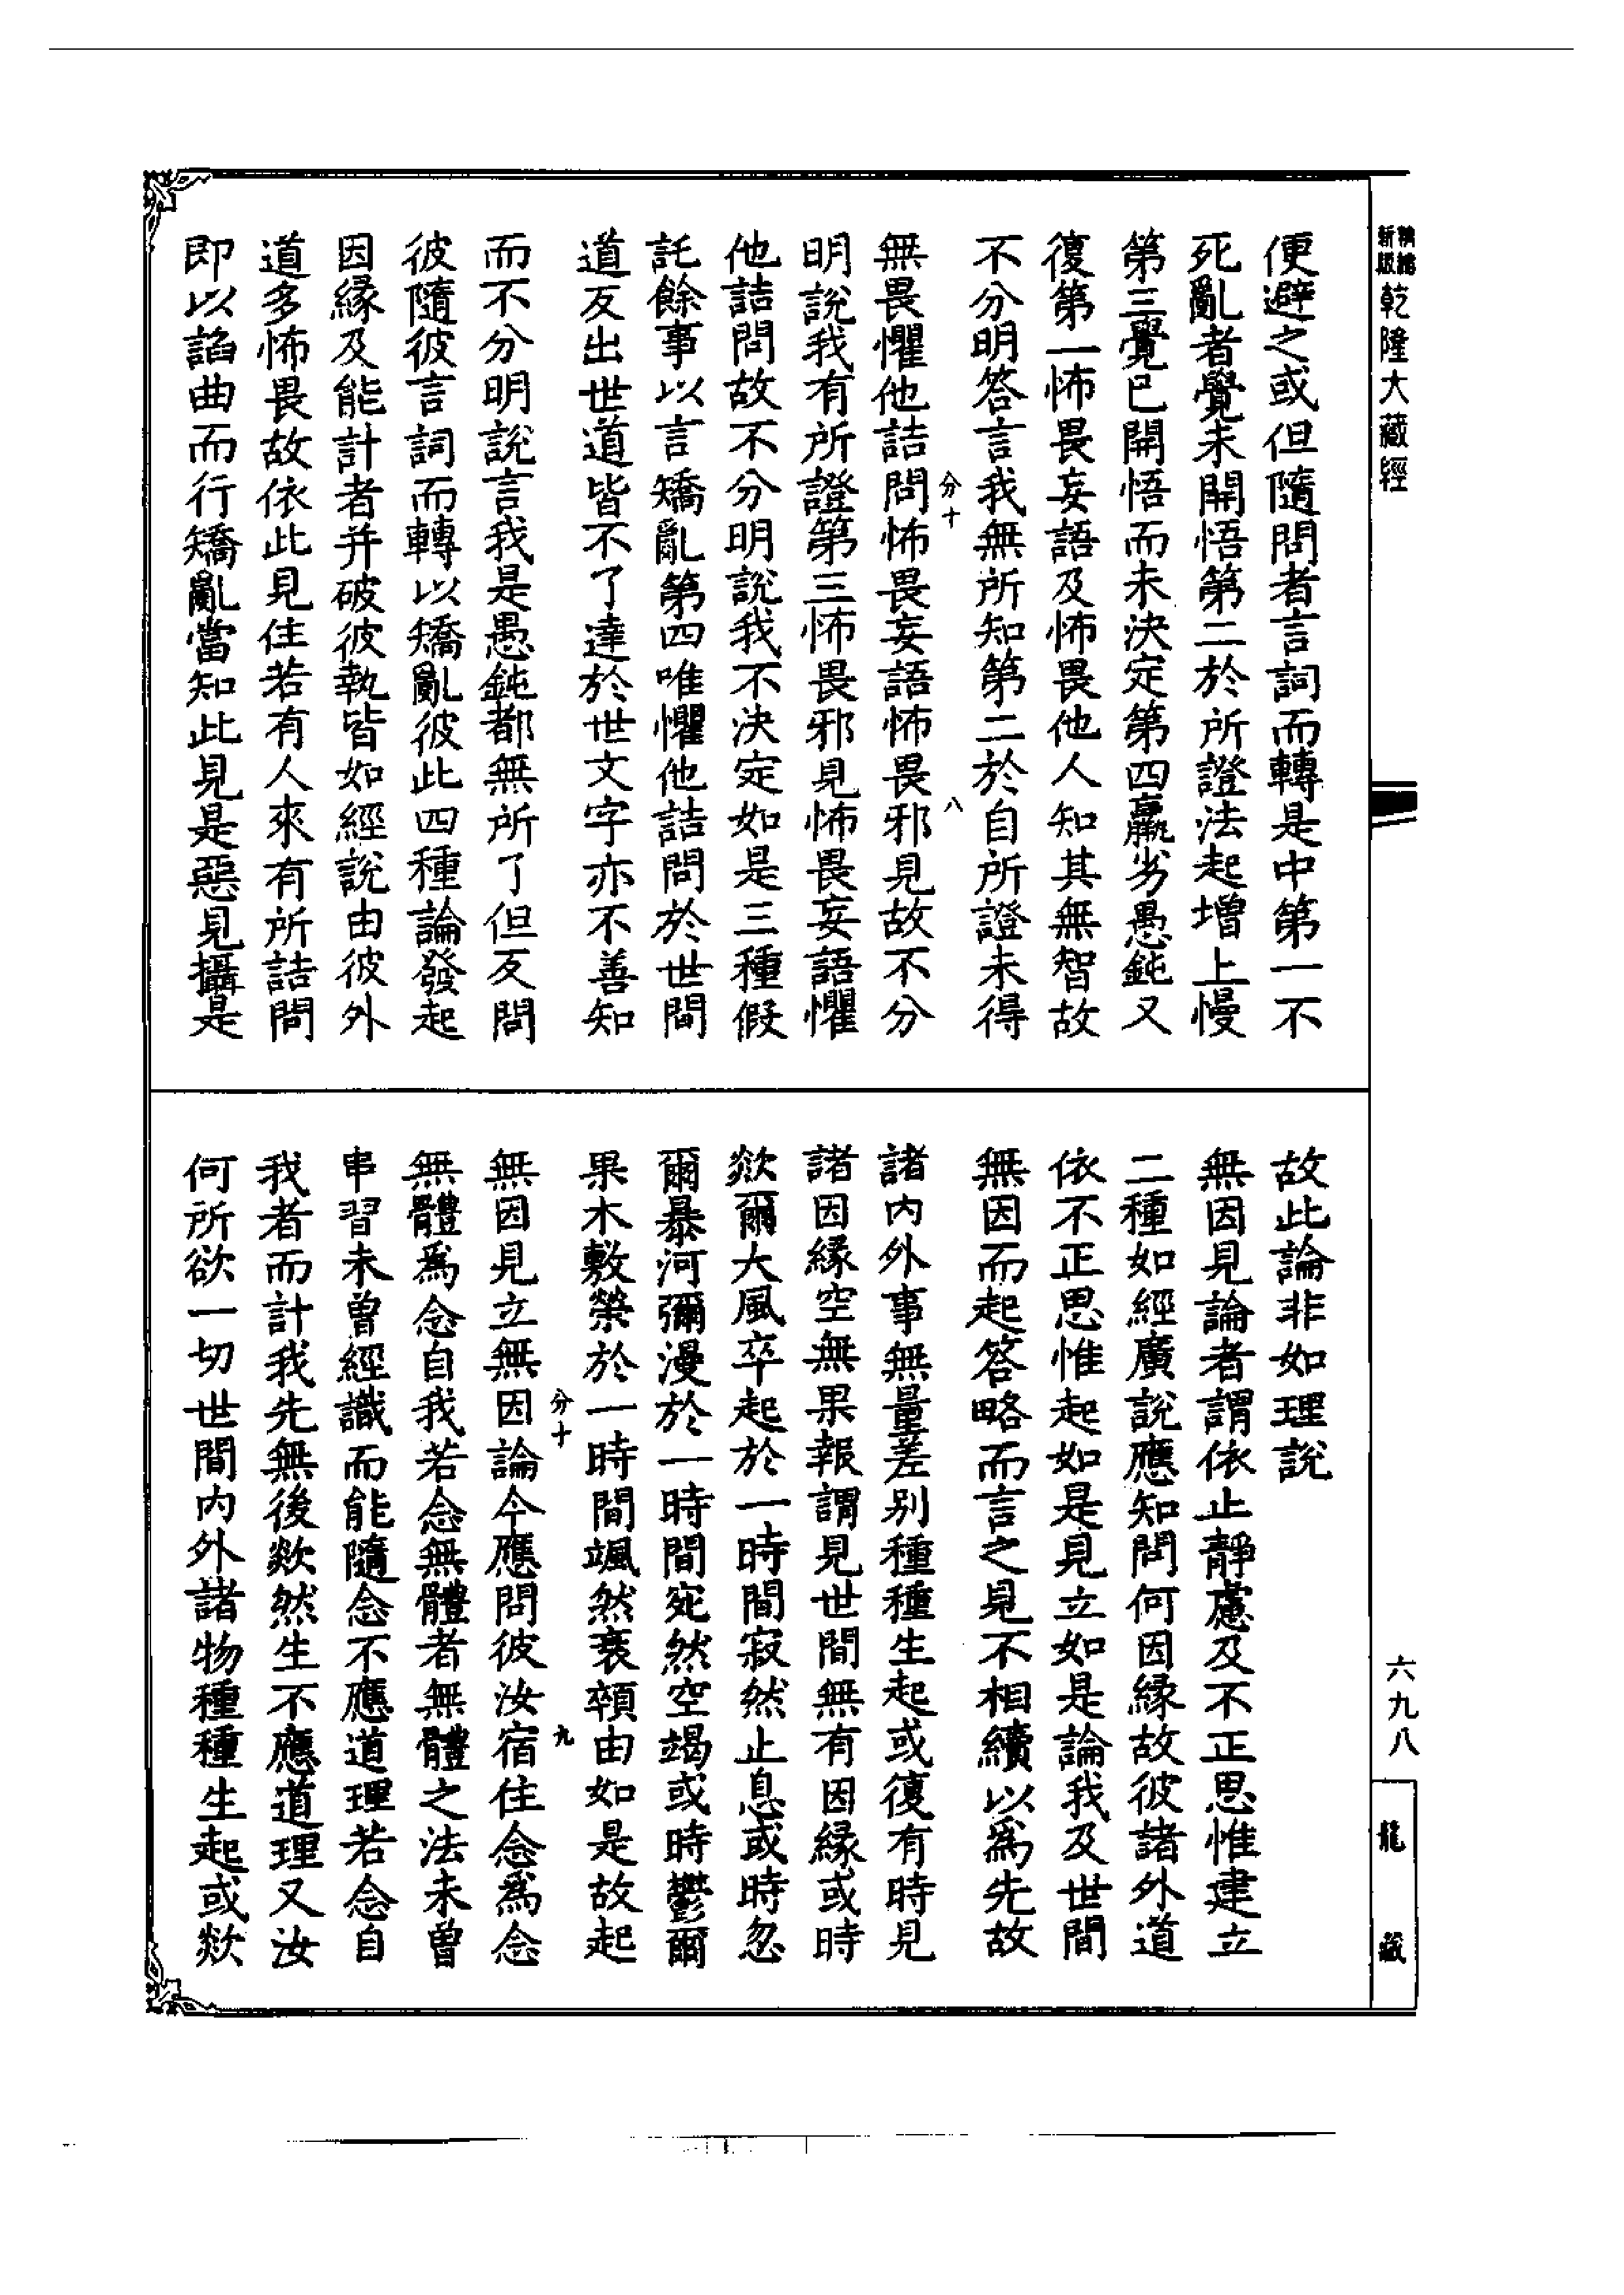 新版
精縮
乾隆大藏經
便避之或但隨問者言詞而轉是中第一不
死亂者覺未開悟第二於所證法起增上慢
第三覺已開悟而未決定第四羸劣愚鈍又
復第一怖畏妄語及怖畏他人知其無智故
不分明答言我無所知第二於自所證未得
分十
八
無畏懼他詰問怖畏妄語怖畏邪見故不分
明說我有所證第三怖畏邪見怖畏妄語懼
他詰問故不分明說我不決定如是三種假
託餘事以言矯亂第四唯懼他詰問於世間
道及出世道皆不了達於世文字亦不善知
而不分明說言我是愚鈍都無所了但反問
彼隨彼言詞而轉以矯亂彼此四種論發起
因緣及能計者并破彼執皆如經說由彼外
道多怖畏故依此見住若有人來有所詰問
即以諂曲而行矯亂當知此見是惡見攝是
故此論非如理說
無因見論者謂依止靜慮及不正思惟建立
二種如經廣說應知問何因緣故彼諸外道
依不正思惟起如是見立如是論我及世間
無因而起答略而言之見不相續以為先故
諸內外事無量差別種種生起或復有時見
諸因緣空無果報謂見世間無有因緣或時
欻爾大風卒起於一時間寂然止息或時忽
爾暴河彌漫於一時間宛然空竭或時鬱爾
果木敷榮於一時間颯然衰顇由如是故起
分十
九
無因見立無因論今應問彼汝宿住念為念
無體為念自我若念無體者無體之法未曾
串習未曾經識而能隨念不應道理若念自
我者而計我先無後欻然生不應道理又汝
何所欲一切世間內外諸物種種生起或欻
六九八
龍藏